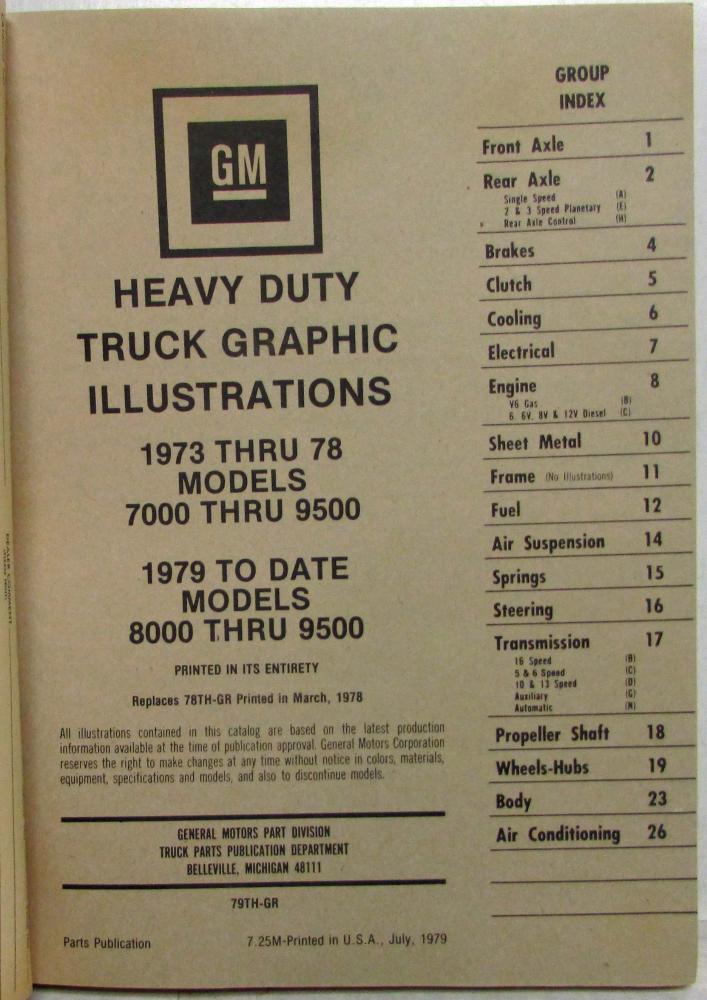 GM
HEAVY DUTY
TRUCK GRAPHIC
ILLUSTRATIONS
1973 THRU 78
MODELS
7000 THRU 9500
1979 TO DATE
MODELS
8000 THRU 9500
PRINTED IN ITS ENTIRETY
Replaces 78TH-GR Printed in March, 1978
All illustrations contained in this catalog are based on the latest production
information available at the time of publication approval. General Motors Corporation
reserves the right to make changes at any time without notice in colors, materials,
equipment, specifications and models, and also to discontinue models.
GENERAL MOTORS PART DIVISION
TRUCK PARTS PUBLICATION DEPARTMENT
BELLEVILLE, MICHIGAN 48111
79TH-GR
Parts Publication 7.25M-Printed in U.S.A., July, 1979
GROUP
INDEX
Front Axle 1
Rear Axle 2
Single Speed (A)
2 & 3 Speed Planetary (E)
Rear Axle Control (H)
Brakes 4
Clutch 5
Cooling 6
Electrical 7
Engine 8
V6 Gas (B)
6, 6V, 8V & 12V Diesel (C)
Sheet Metal 10
Frame (No Illustrations) 11
Fuel 12
Air Suspension 14
Springs 15
Steering 16
Transmission 17
16 Speed (B)
5 & 6 Speed (C)
10 & 13 Speed (D)
Auxiliary (G)
Automatic (N)
Propeller Shaft 18
Wheels-Hubs 19
Body 23
Air Conditioning 26